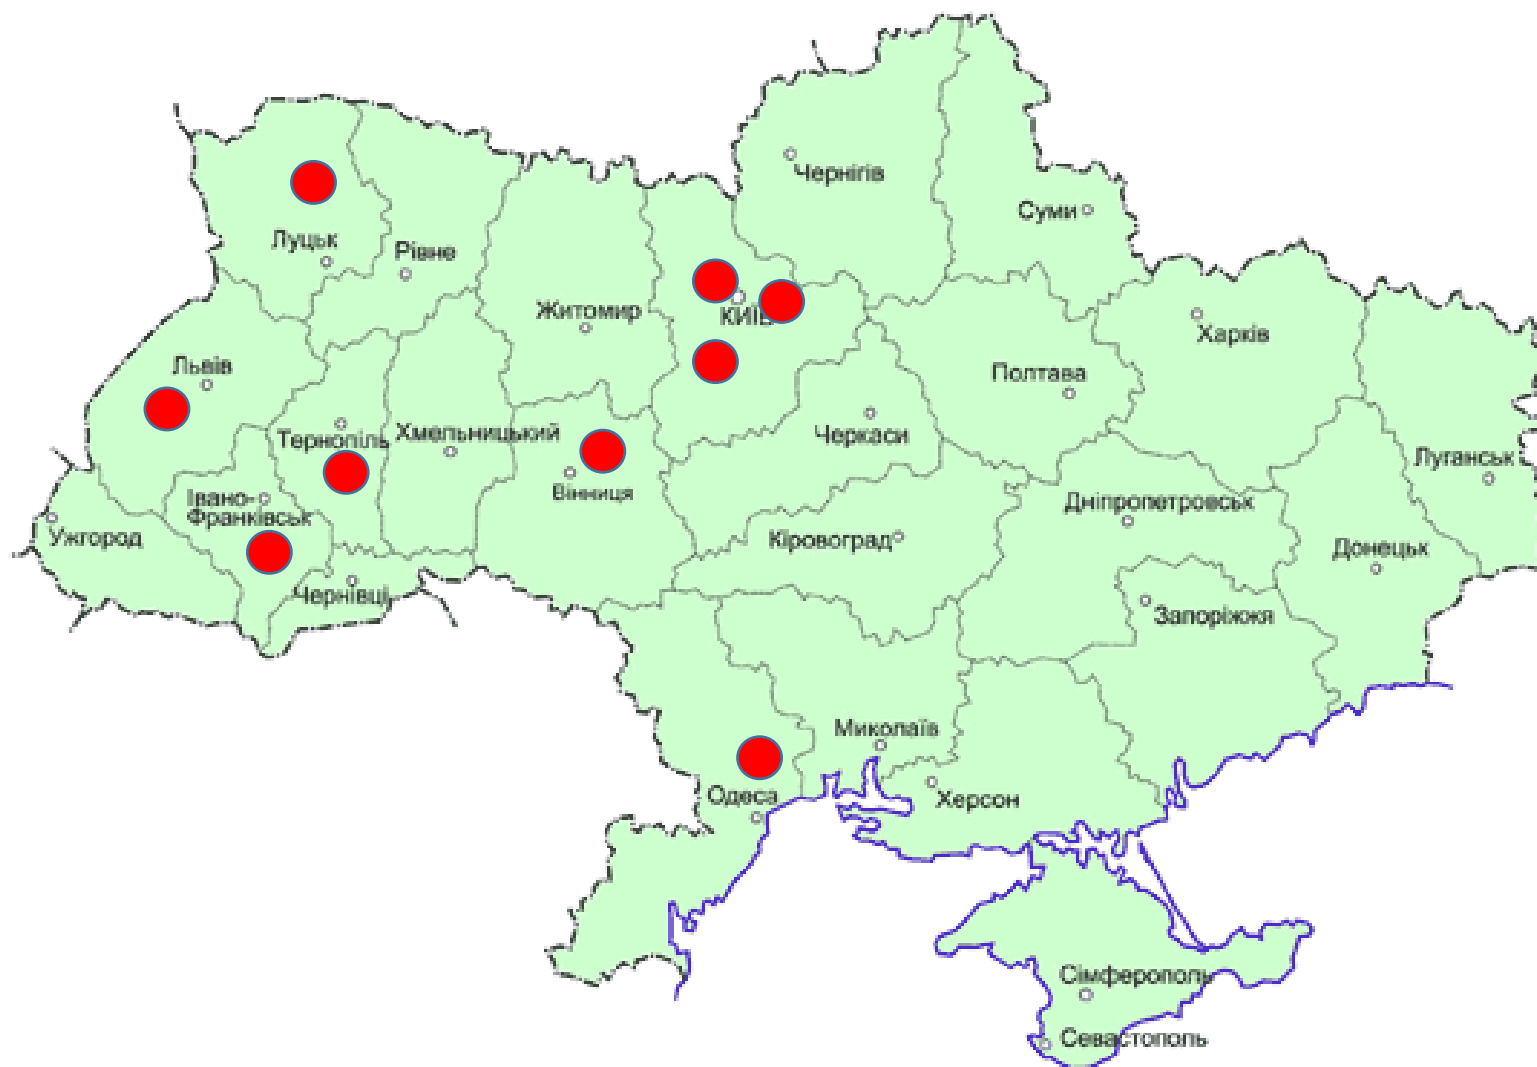 Чернігів
Суми
Луцьк
Рівне
Житомир
КИЇВ
Харків
Львів
Полтава
Тернопіль
Хмельницький
Черкаси
Луганськ
Вінниця
Івано-
Франківськ
Дніпропетровськ
Ужгород
Кіровоград
Донецьк
Чернівці
Запоріжжя
Миколаїв
Одеса
Херсон
Сімферополь
Севастополь